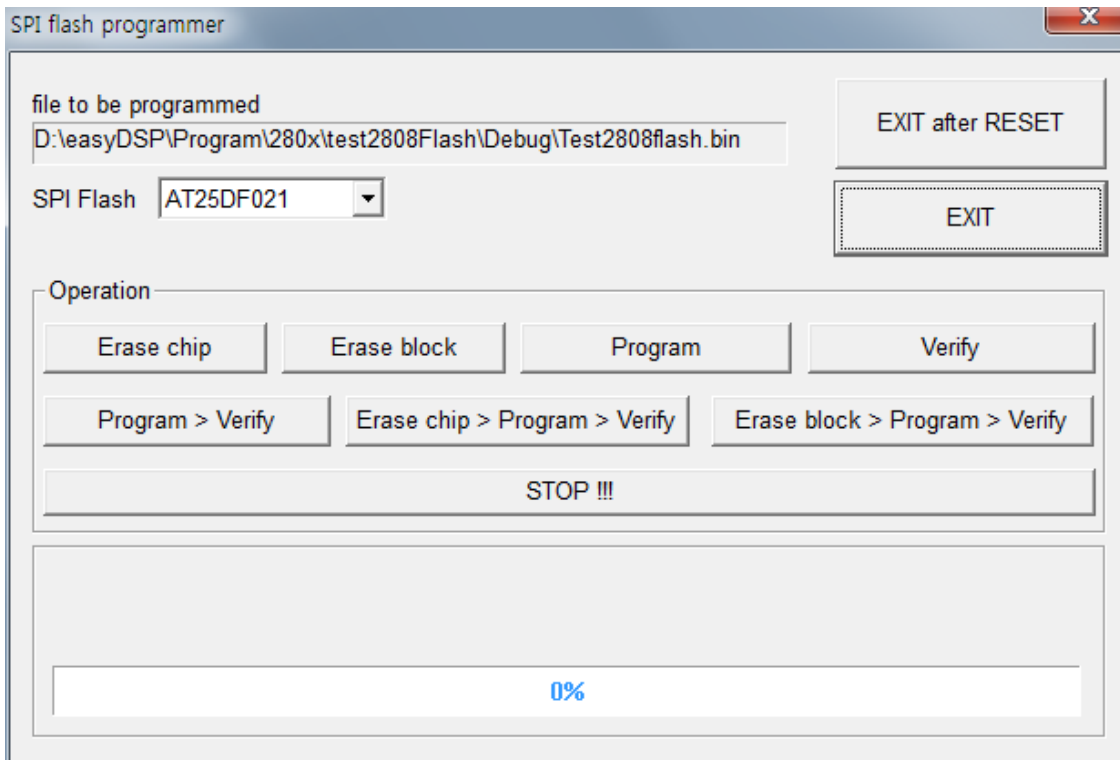 SPI flash programmer
x
file to be programmed
D:\easyDSP\Program\280x\test2808Flash\Debug\Test2808flash.bin
EXIT after RESET
SPI Flash AT25DF021
EXIT
Operation
Erase chip Erase block Program Verify
Program > Verify Erase chip > Program > Verify Erase block > Program > Verify
STOP !!!
0%